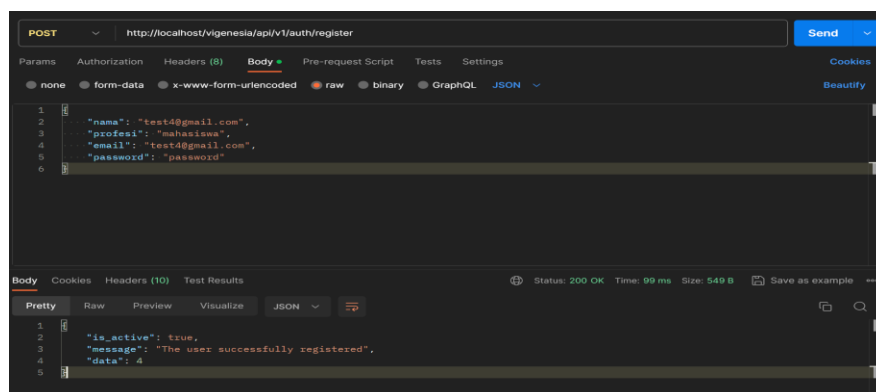 POST http://localhost/vigenesia/api/v1/auth/register Send
Params Authorization Headers (8) Body Pre-request Script Tests Settings Cookies
none form-data x-www-form-urlencoded raw binary GraphQL JSON Beautify
1 {
2 "nama": "test4@gmail.com",
3 "profesi": "mahasiswa",
4 "email": "test4@gmail.com",
5 "password": "password"
6 }
Body Cookies Headers (10) Test Results Status: 200 OK Time: 99 ms Size: 549 B Save as example
Pretty Raw Preview Visualize JSON
1 {
2 "is_active": true,
3 "message": "The user successfully registered",
4 "data": 4
5 }